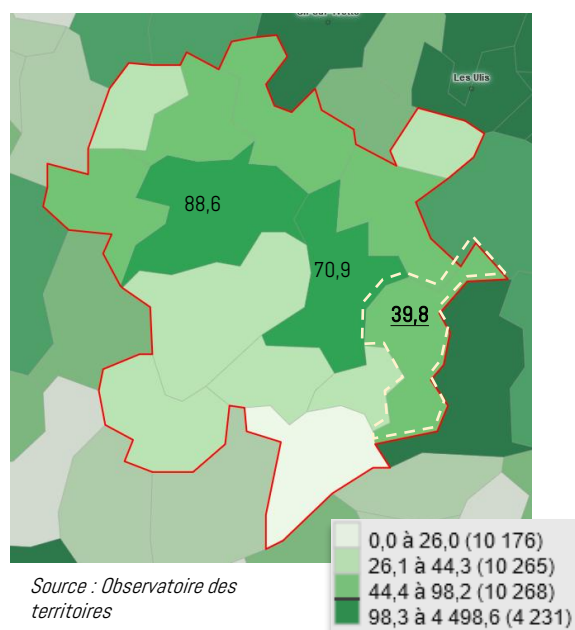 Les Ulis
88,6
70,9
39,8
0,0 à 26,0 (10 176)
26,1 à 44,3 (10 265)
44,4 à 98,2 (10 268)
98,3 à 4 498,6 (4 231)
Source : Observatoire des
territoires